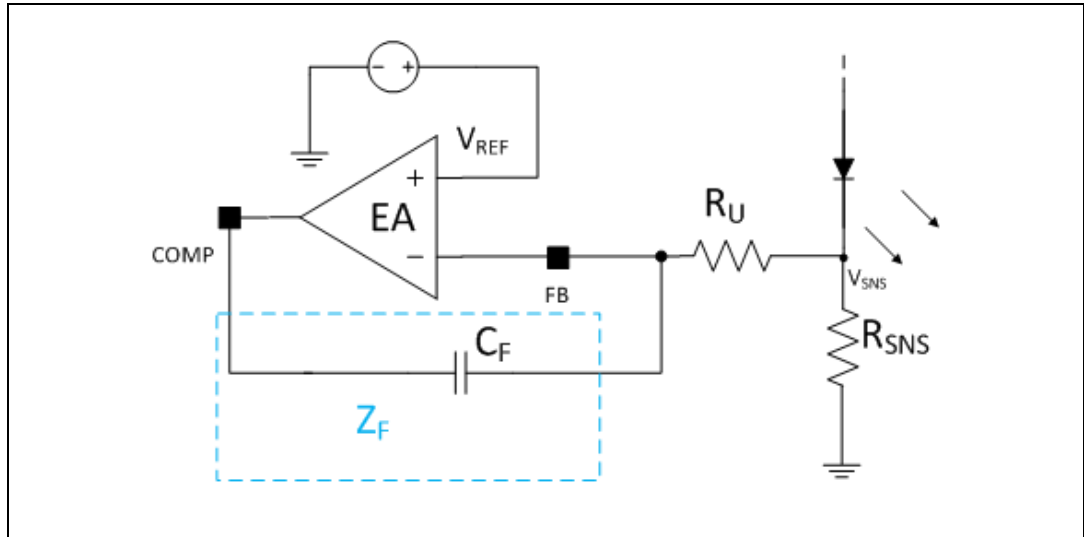 - +
V_REF
+
EA
-
COMP
FB
R_U
V_SNS
R_SNS
C_F
Z_F